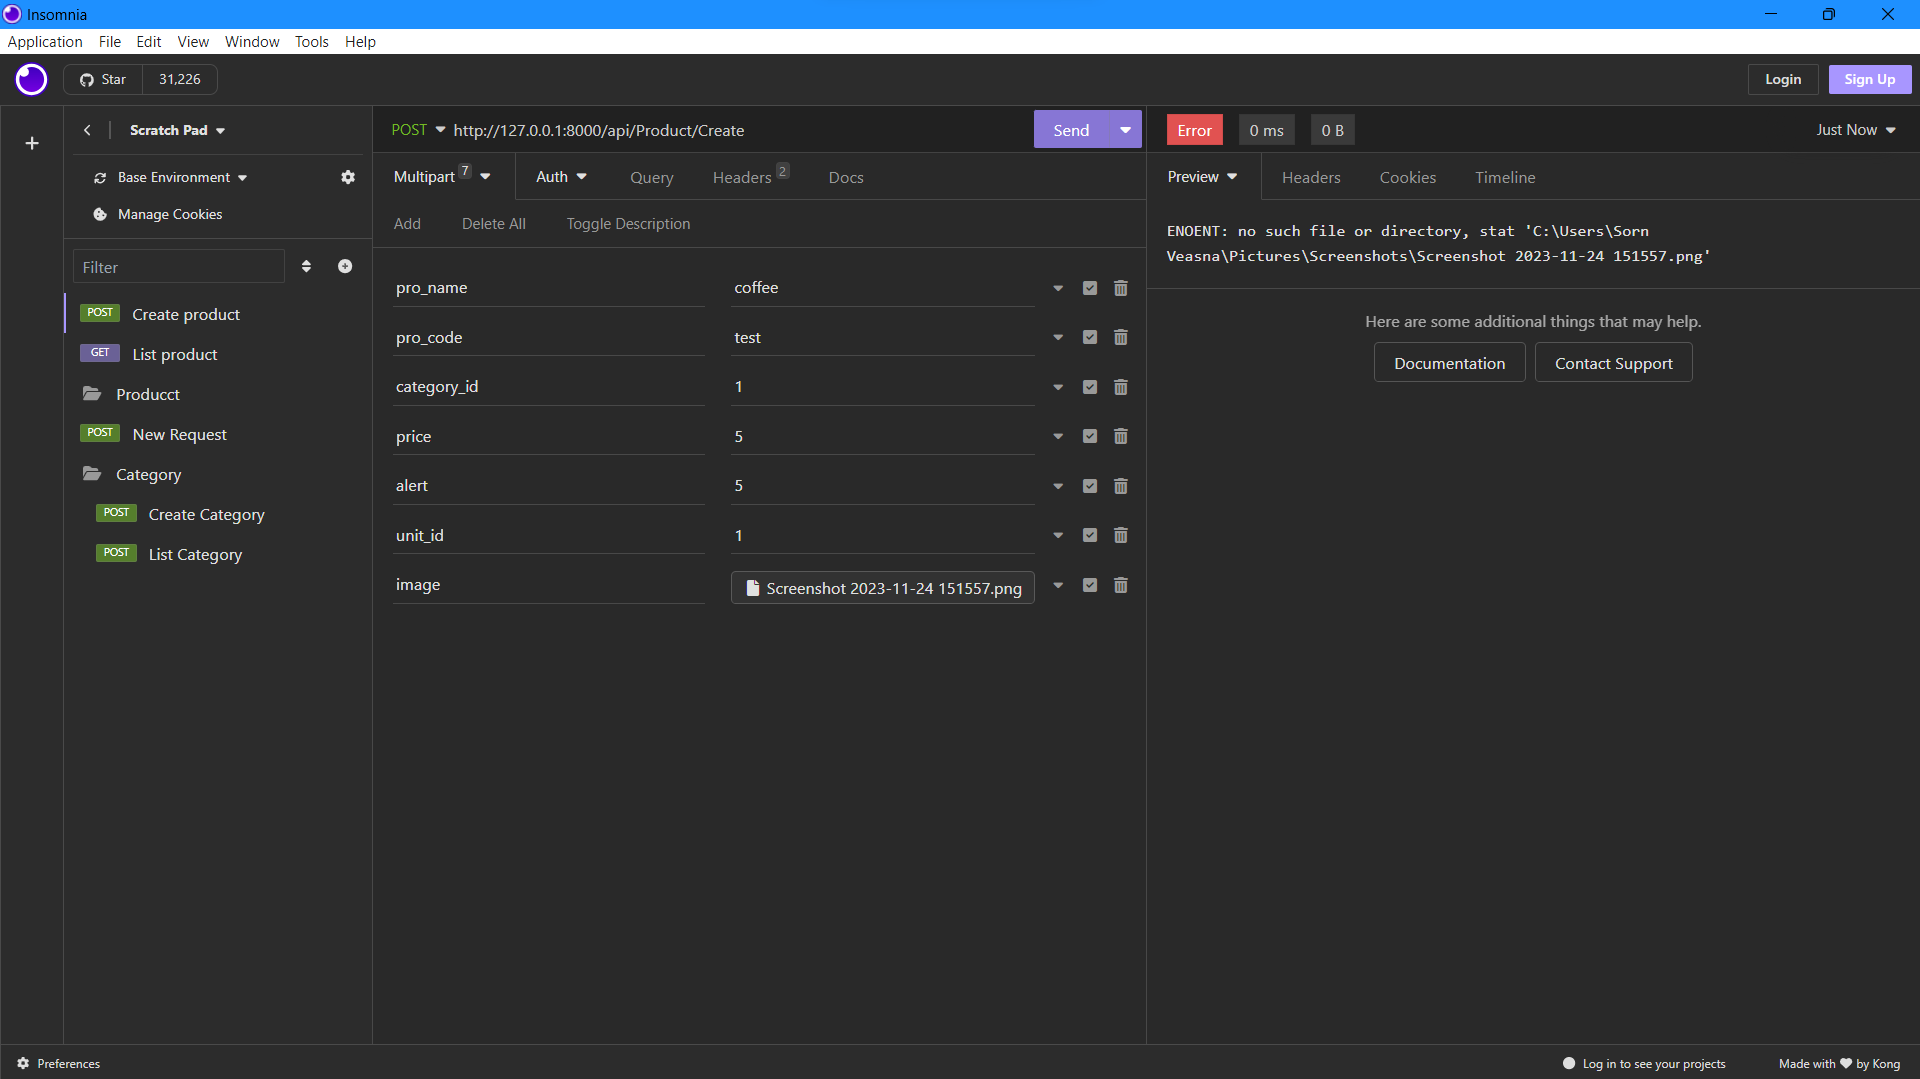 Insomnia
Application File Edit View Window Tools Help
Star 31,226
Login Sign Up
Scratch Pad
Base Environment
Manage Cookies
Filter
POST Create product
GET List product
Producct
POST New Request
Category
POST Create Category
POST List Category
POST http://127.0.0.1:8000/api/Product/Create Send
Multipart 7 Auth Query Headers 2 Docs
Add Delete All Toggle Description
pro_name coffee
pro_code test
category_id 1
price 5
alert 5
unit_id 1
image Screenshot 2023-11-24 151557.png
Error 0 ms 0 B Just Now
Preview Headers Cookies Timeline
ENOENT: no such file or directory, stat 'C:\Users\Sorn
Veasna\Pictures\Screenshots\Screenshot 2023-11-24 151557.png'
Here are some additional things that may help.
Documentation Contact Support
Preferences
Log in to see your projects
Made with by Kong